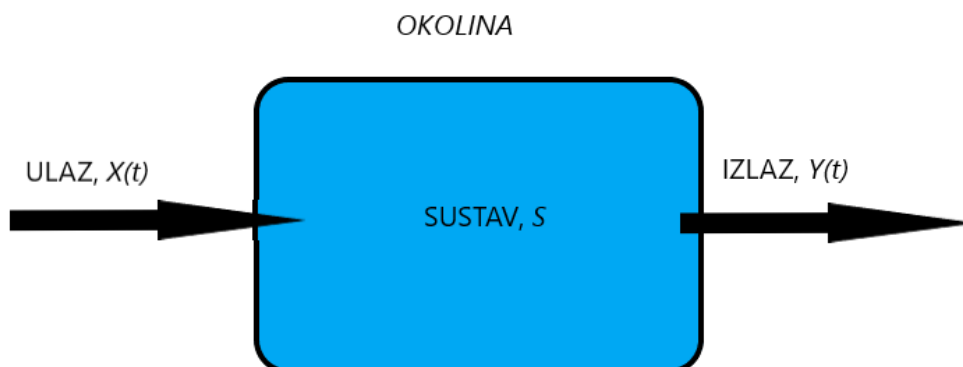 OKOLINA
ULAZ, X(t)
IZLAZ, Y(t)
SUSTAV, S